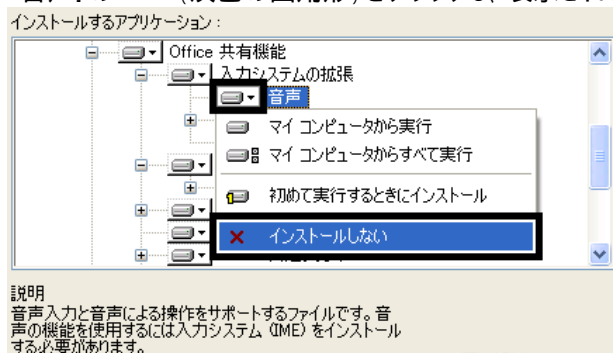 インストールするアプリケーション:
Office 共有機能
入力システムの拡張
音声
マイ コンピュータから実行
マイ コンピュータからすべて実行
初めて実行するときにインストール
インストールしない
説明
音声入力と音声による操作をサポートするファイルです。音
声の機能を使用するには入力システム (IME) をインストール
する必要があります。